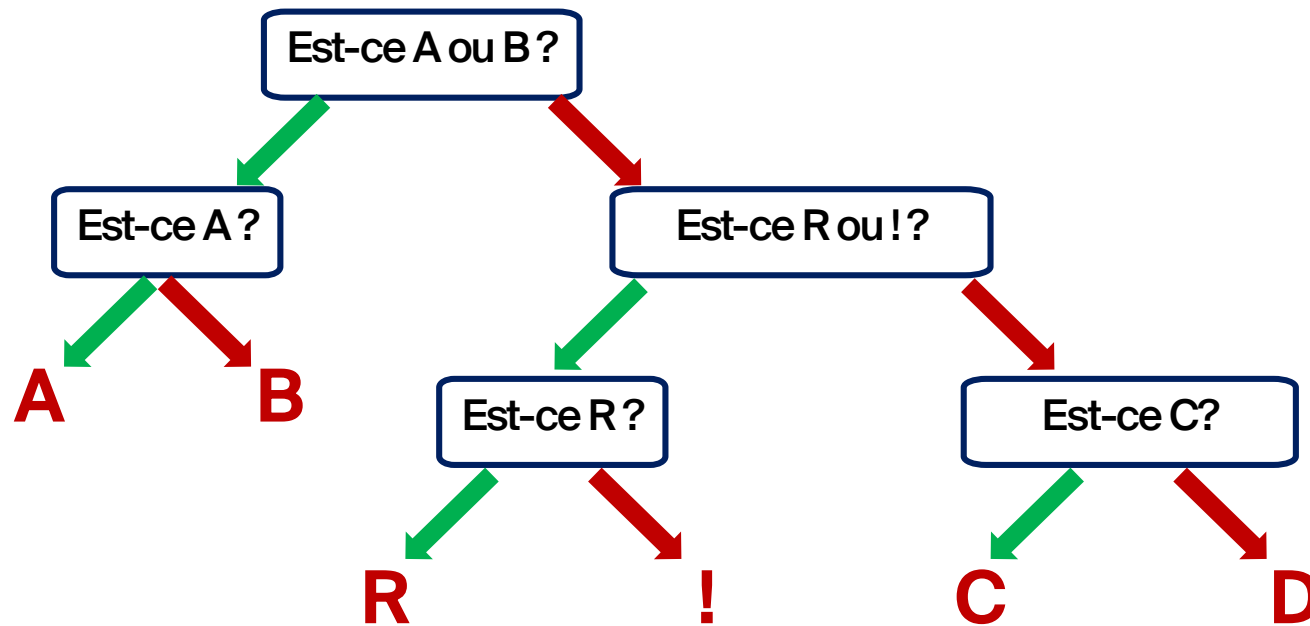 Est-ce A ou B ?
Est-ce A ?
Est-ce R ou ! ?
A
B
Est-ce R ?
Est-ce C?
R
!
C
D